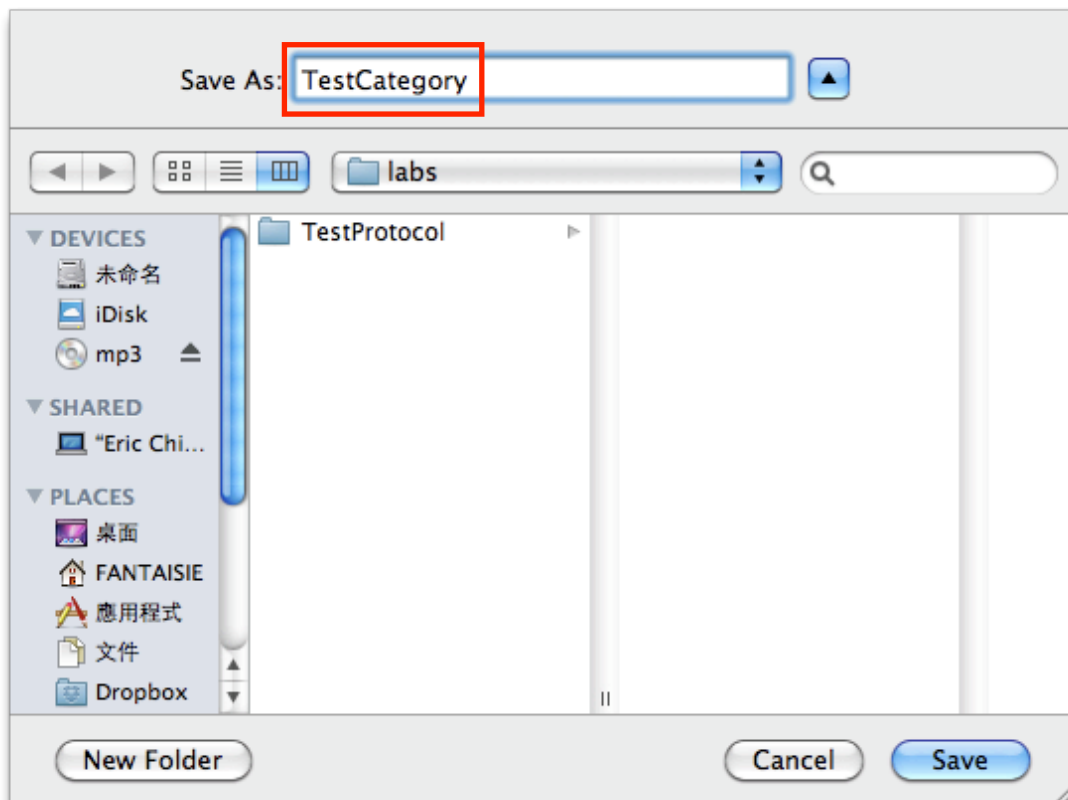 Save As: TestCategory
labs
DEVICES
未命名
iDisk
mp3
SHARED
“Eric Chi...
PLACES
桌面
FANTAISIE
應用程式
文件
Dropbox
TestProtocol
New Folder
Cancel
Save